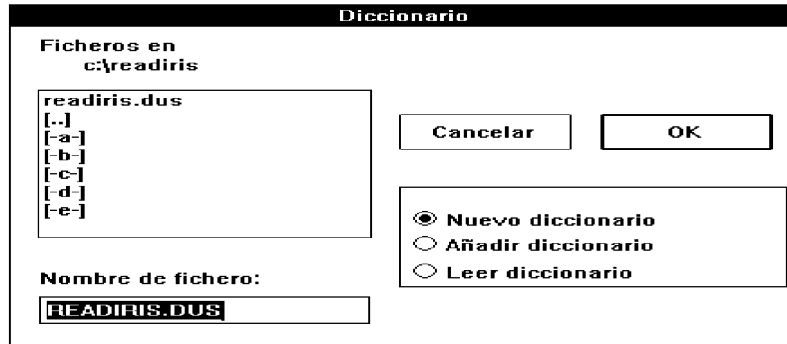 Diccionario
Ficheros en
c:\readiris
readiris.dus
[..]
[-a-]
[-b-]
[-c-]
[-d-]
[-e-]
Cancelar
OK
Nuevo diccionario
Añadir diccionario
Leer diccionario
Nombre de fichero:
READIRIS.DUS